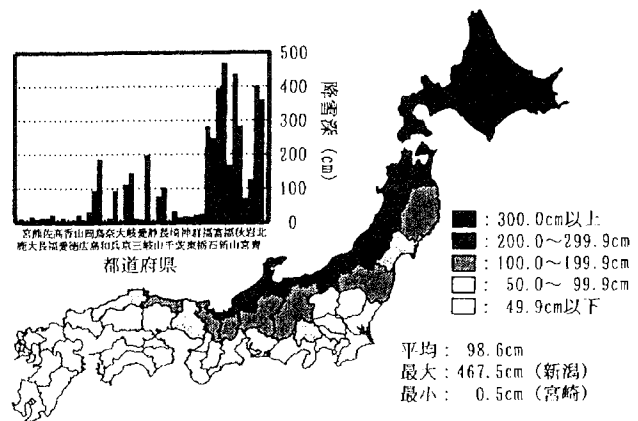 500
400
300
200
100
0
降雪深 (cm)
宮熊佐高香山岡島奈大岐愛静長埼神群福富都秋岩北
鹿大長福愛徳広島和兵京三岐山千茨東栃石新山宮青
都道府県
: 300.0cm以上
: 200.0〜299.9cm
: 100.0〜199.9cm
: 50.0〜 99.9cm
: 49.9cm以下
平均: 98.6cm
最大: 467.5cm (新潟)
最小: 0.5cm (宮崎)